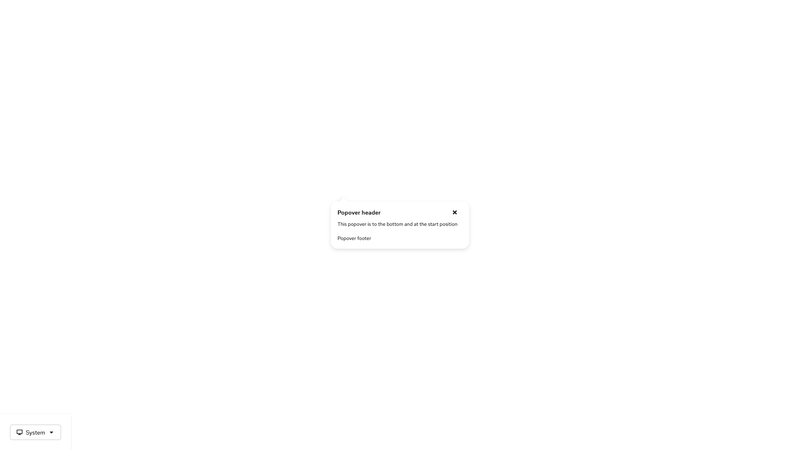 Popover header
This popover is to the bottom and at the start position
Popover footer
System